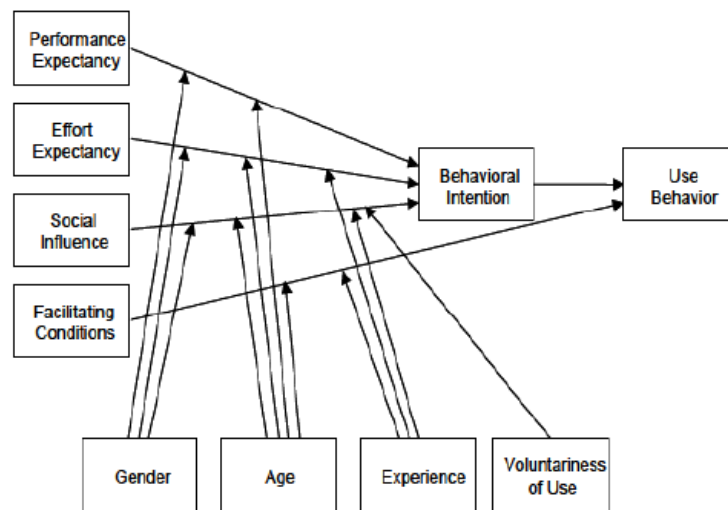 Performance
Expectancy
Effort
Expectancy
Social
Influence
Facilitating
Conditions
Behavioral
Intention
Use
Behavior
Gender
Age
Experience
Voluntariness
of Use